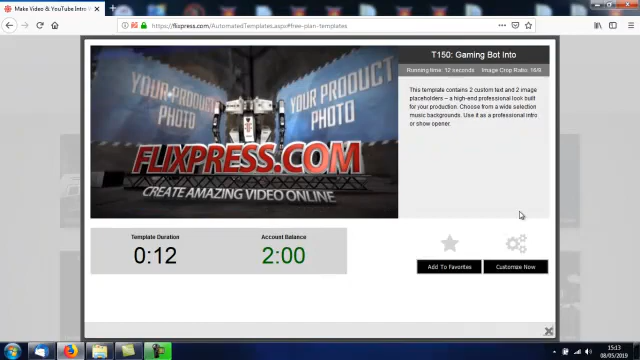 Make Video & YouTube Intro
https://flixpress.com/AutomatedTemplates.aspx#free-plan-templates
T150: Gaming Bot Into
Running time: 12 seconds Image Crop Ratio: 16/9
This template contains 2 custom text and 2 image
placeholders – a high-end professional look built
for your production. Choose from a wide selection
music backgrounds. Use it as a professional intro
or show opener.
YOUR PRODUCT
PHOTO
YOUR PRODUCT
PHOTO
FLIXPRESS.COM
CREATE AMAZING VIDEO ONLINE
Template Duration
0:12
Account Balance
2:00
Add To Favorites
Customize Now
15:13
08/05/2019